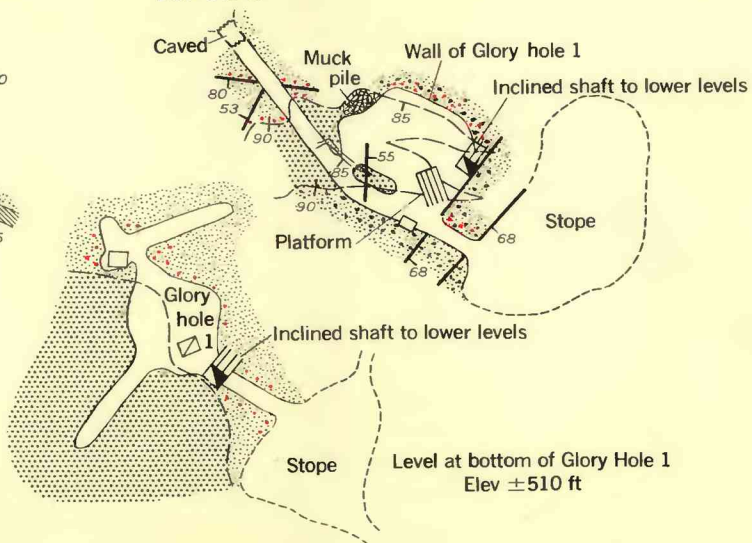 Caved
Muck
pile
Wall of Glory hole 1
Inclined shaft to lower levels
80
53
90
85
85
55
90
Platform
68
68
Stope
Glory
hole
1
Inclined shaft to lower levels
Stope
Level at bottom of Glory Hole 1
Elev ±510 ft